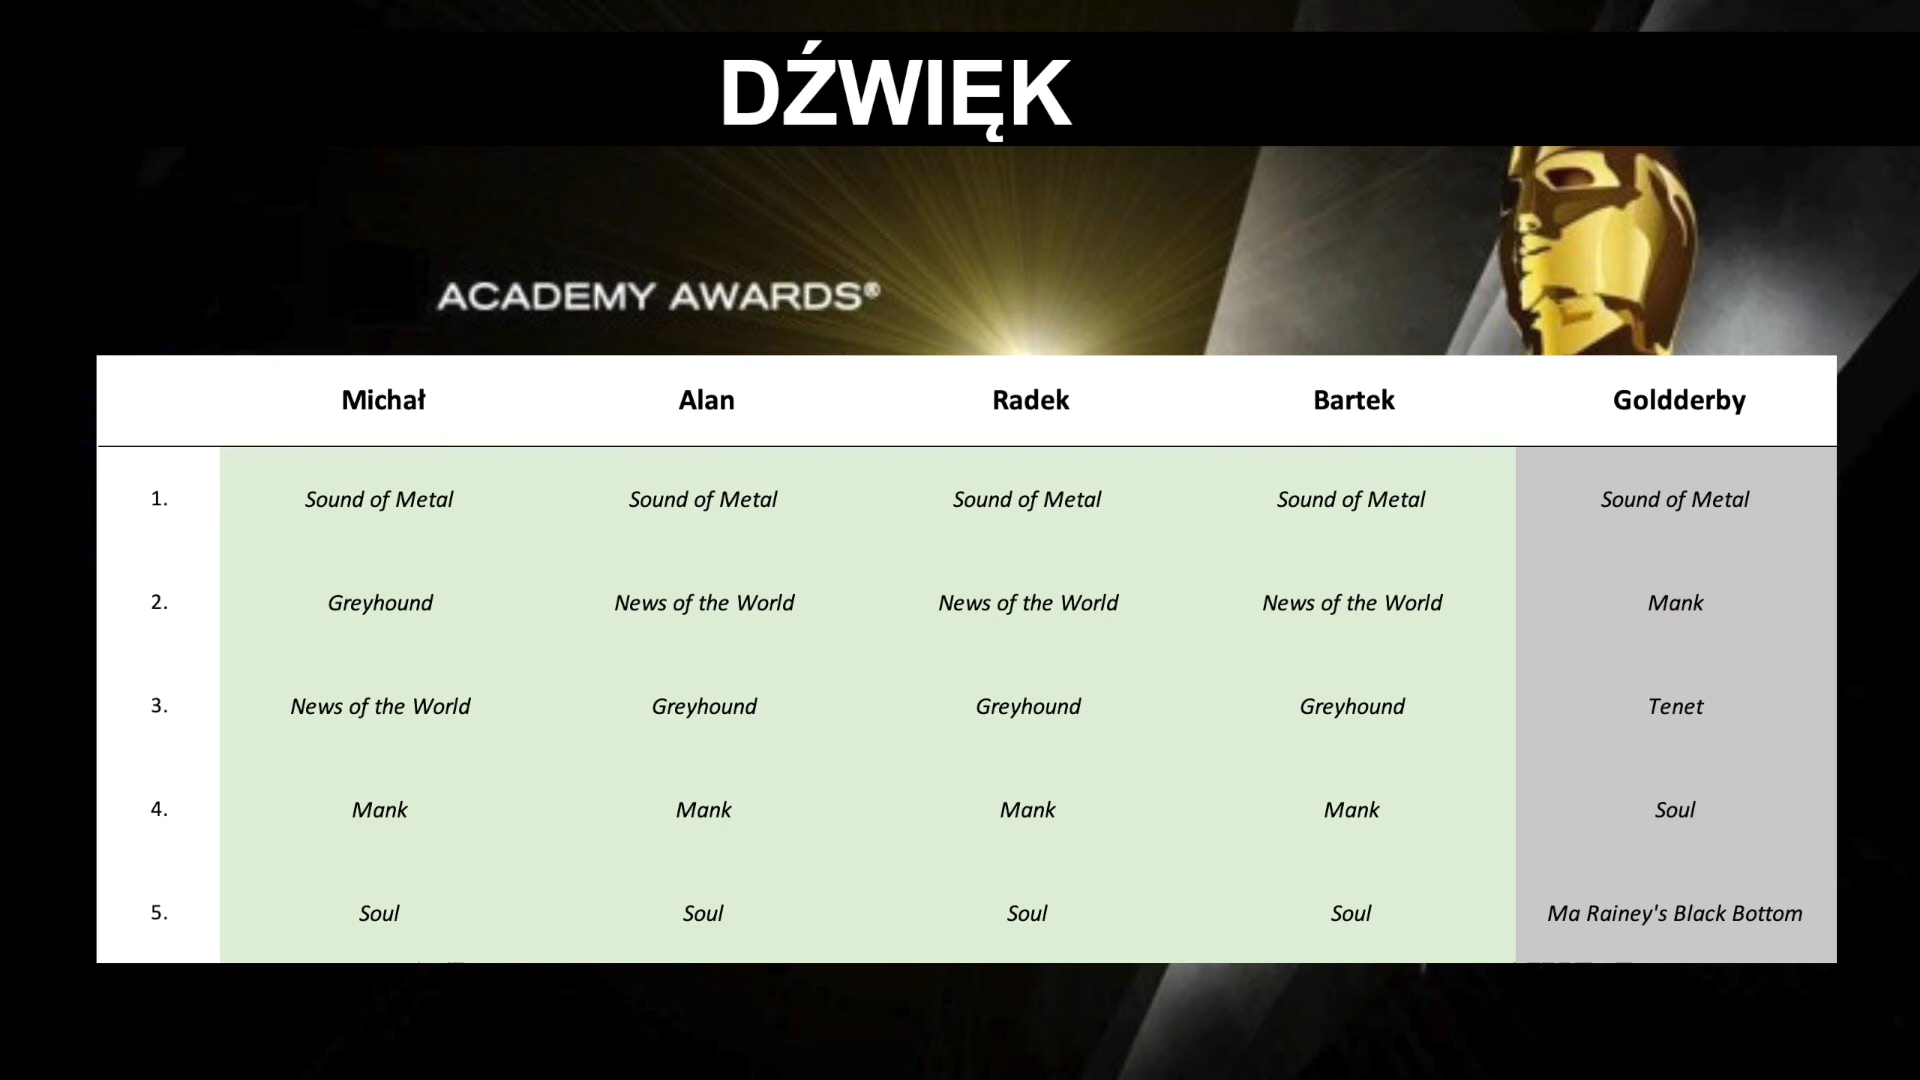 DŹWIĘK
ACADEMY AWARDS®
Michał Alan Radek Bartek Goldderby
1. Sound of Metal Sound of Metal Sound of Metal Sound of Metal Sound of Metal
2. Greyhound News of the World News of the World News of the World Mank
3. News of the World Greyhound Greyhound Greyhound Tenet
4. Mank Mank Mank Mank Soul
5. Soul Soul Soul Soul Ma Rainey's Black Bottom